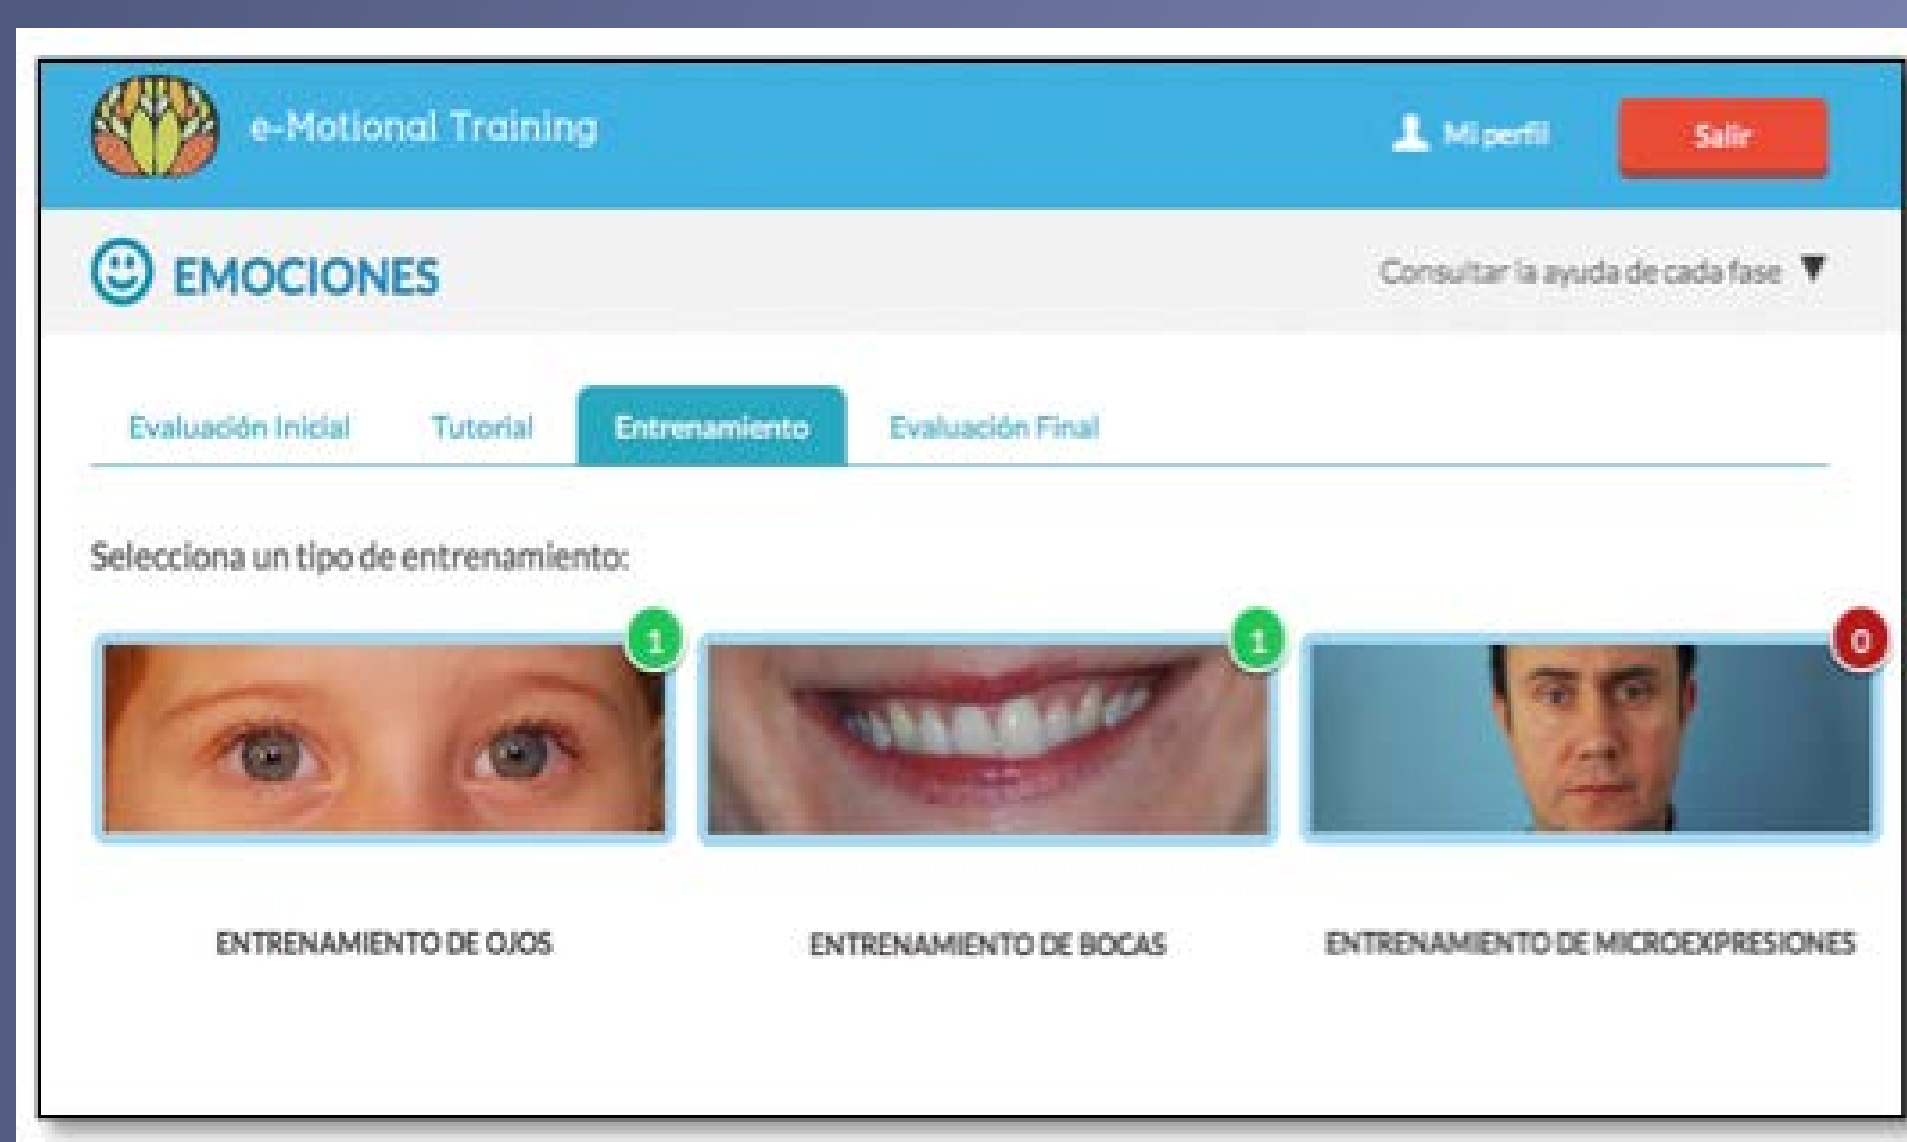 e-Motional Training
Mi perfil
Salir
EMOCIONES
Consultar la ayuda de cada fase
Evaluación Inicial
Tutorial
Entrenamiento
Evaluación Final
Selecciona un tipo de entrenamiento:
1
1
0
ENTRENAMIENTO DE OJOS
ENTRENAMIENTO DE BOCAS
ENTRENAMIENTO DE MICROEXPRESIONES